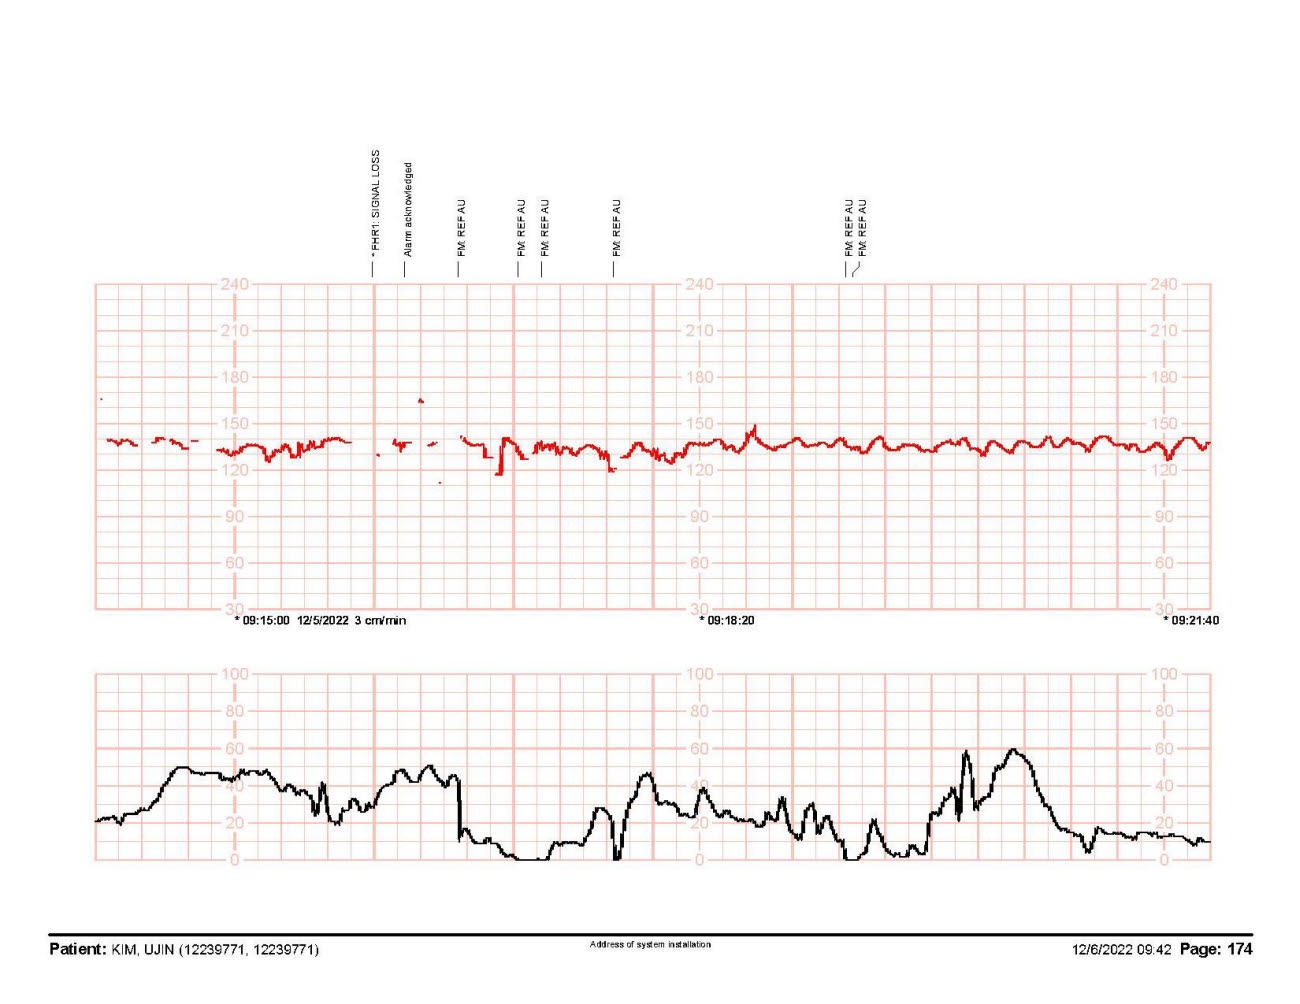 * FHR1: SIGNAL LOSS
Alarm acknowledged
FM: REF AU
FM: REF AU
FM: REF AU
FM: REF AU
FM: REF AU
FM: REF AU
240 240 240
210 210 210
180 180 180
150 150 150
120 120 120
90 90 90
60 60 60
30 30 30
* 09:15:00 12/5/2022 3 cm/min * 09:18:20 * 09:21:40
100 100 100
80 80 80
60 60 60
40 40 40
20 20 20
0 0 0
Patient: KIM, UJIN (12239771, 12239771) Address of system installation 12/6/2022 09:42 Page: 174